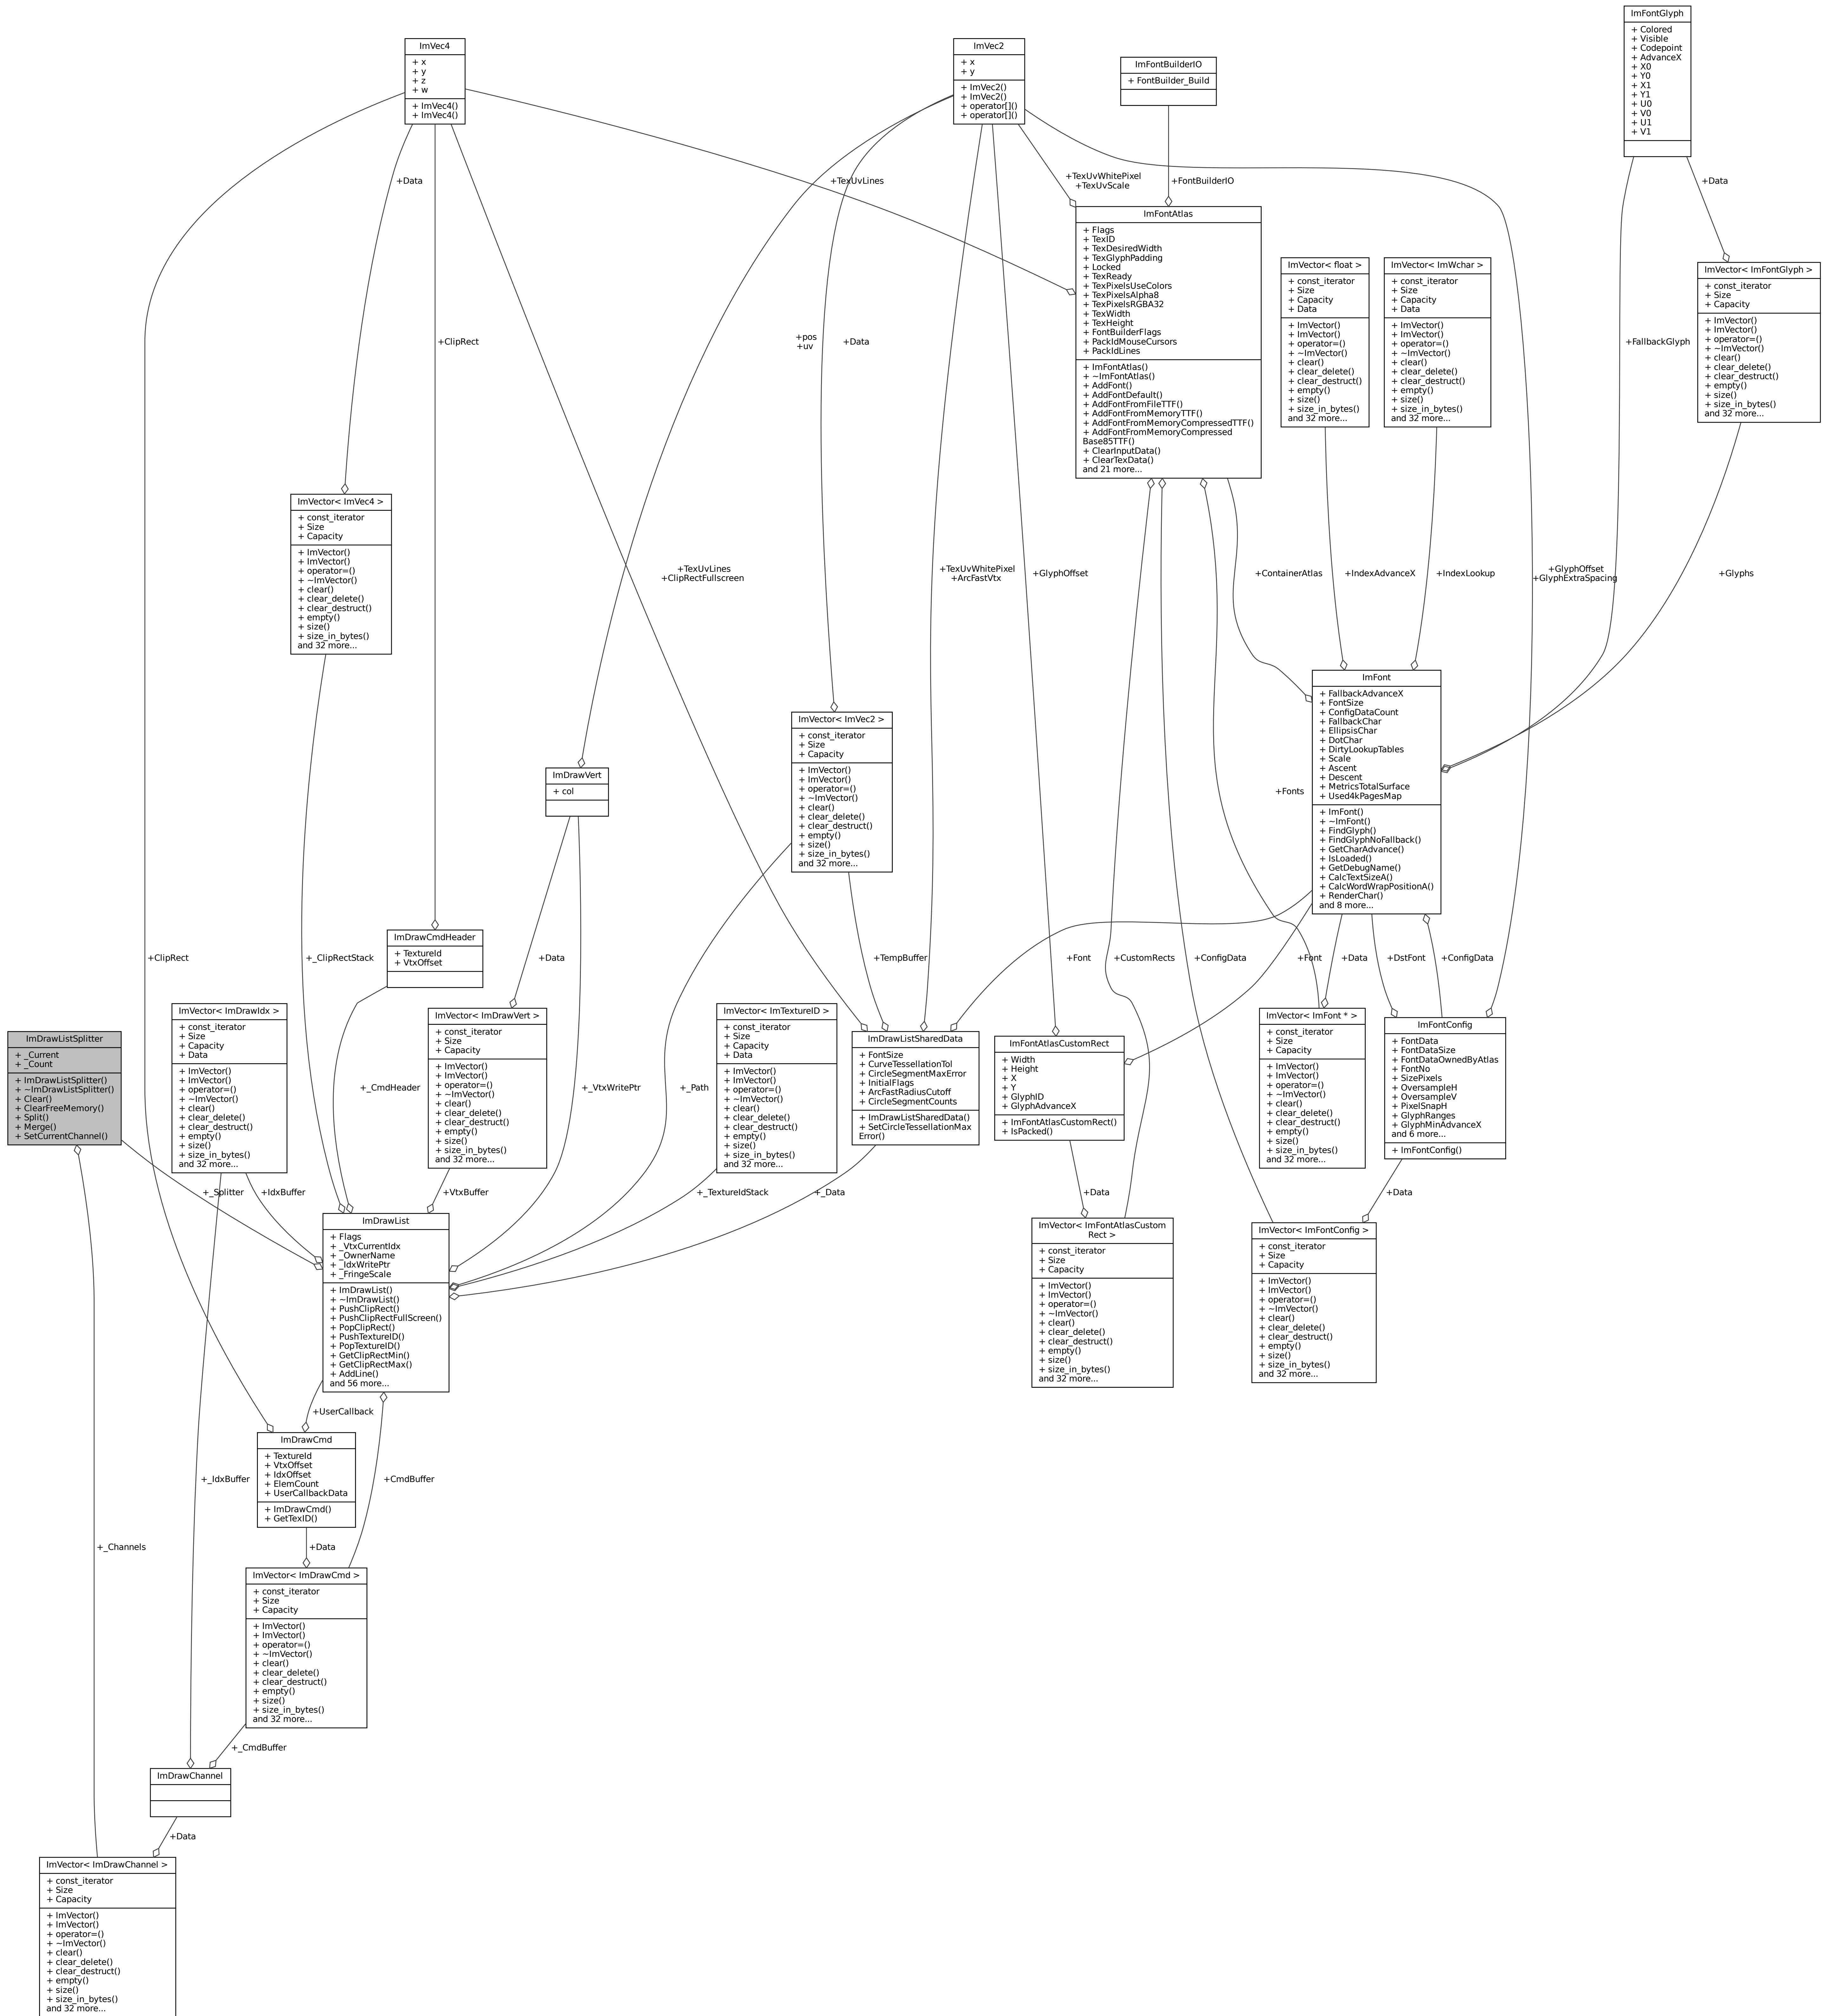 ImFontGlyph
+ Colored
+ Visible
+ Codepoint
+ AdvanceX
+ X0
+ Y0
+ X1
+ Y1
+ U0
+ V0
+ U1
+ V1
ImVec4
+ x
+ y
+ z
+ w
+ ImVec4()
+ ImVec4()
ImVec2
+ x
+ y
+ ImVec2()
+ ImVec2()
+ operator[]()
+ operator[]()
ImFontBuilderIO
+ FontBuilder_Build
+Data
+TexUvLines
+TexUvWhitePixel
+TexUvScale
+FontBuilderIO
+Data
ImFontAtlas
+ Flags
+ TexID
+ TexDesiredWidth
+ TexGlyphPadding
+ Locked
+ TexReady
+ TexPixelsUseColors
+ TexPixelsAlpha8
+ TexPixelsRGBA32
+ TexWidth
+ TexHeight
+ FontBuilderFlags
+ PackIdMouseCursors
+ PackIdLines
+ ImFontAtlas()
+ ~ImFontAtlas()
+ AddFont()
+ AddFontDefault()
+ AddFontFromFileTTF()
+ AddFontFromMemoryTTF()
+ AddFontFromMemoryCompressedTTF()
+ AddFontFromMemoryCompressed
Base85TTF()
+ ClearInputData()
+ ClearTexData()
and 21 more...
ImVector< float >
+ const_iterator
+ Size
+ Capacity
+ Data
+ ImVector()
+ ImVector()
+ operator=()
+ ~ImVector()
+ clear()
+ clear_delete()
+ clear_destruct()
+ empty()
+ size()
+ size_in_bytes()
and 32 more...
ImVector< ImWchar >
+ const_iterator
+ Size
+ Capacity
+ Data
+ ImVector()
+ ImVector()
+ operator=()
+ ~ImVector()
+ clear()
+ clear_delete()
+ clear_destruct()
+ empty()
+ size()
+ size_in_bytes()
and 32 more...
ImVector< ImFontGlyph >
+ const_iterator
+ Size
+ Capacity
+ ImVector()
+ ImVector()
+ operator=()
+ ~ImVector()
+ clear()
+ clear_delete()
+ clear_destruct()
+ empty()
+ size()
+ size_in_bytes()
and 32 more...
+ClipRect
+pos
+uv
+Data
+FallbackGlyph
ImVector< ImVec4 >
+ const_iterator
+ Size
+ Capacity
+ ImVector()
+ ImVector()
+ operator=()
+ ~ImVector()
+ clear()
+ clear_delete()
+ clear_destruct()
+ empty()
+ size()
+ size_in_bytes()
and 32 more...
+TexUvLines
+ClipRectFullscreen
+TexUvWhitePixel
+ArcFastVtx
+GlyphOffset
+ContainerAtlas
+IndexAdvanceX
+IndexLookup
+GlyphOffset
+GlyphExtraSpacing
+Glyphs
ImFont
+ FallbackAdvanceX
+ FontSize
+ ConfigDataCount
+ FallbackChar
+ EllipsisChar
+ DotChar
+ DirtyLookupTables
+ Scale
+ Ascent
+ Descent
+ MetricsTotalSurface
+ Used4kPagesMap
+ ImFont()
+ ~ImFont()
+ FindGlyph()
+ FindGlyphNoFallback()
+ GetCharAdvance()
+ IsLoaded()
+ GetDebugName()
+ CalcTextSizeA()
+ CalcWordWrapPositionA()
+ RenderChar()
and 8 more...
ImVector< ImVec2 >
+ const_iterator
+ Size
+ Capacity
+ ImVector()
+ ImVector()
+ operator=()
+ ~ImVector()
+ clear()
+ clear_delete()
+ clear_destruct()
+ empty()
+ size()
+ size_in_bytes()
and 32 more...
ImDrawVert
+ col
+Fonts
ImDrawCmdHeader
+ TextureId
+ VtxOffset
+ClipRect
+_ClipRectStack
+Data
+TempBuffer
+Font
+CustomRects
+ConfigData
+Font
+Data
+DstFont
+ConfigData
ImDrawListSplitter
+ _Current
+ _Count
+ ImDrawListSplitter()
+ ~ImDrawListSplitter()
+ Clear()
+ ClearFreeMemory()
+ Split()
+ Merge()
+ SetCurrentChannel()
ImVector< ImDrawIdx >
+ const_iterator
+ Size
+ Capacity
+ Data
+ ImVector()
+ ImVector()
+ operator=()
+ ~ImVector()
+ clear()
+ clear_delete()
+ clear_destruct()
+ empty()
+ size()
+ size_in_bytes()
and 32 more...
+_CmdHeader
ImVector< ImDrawVert >
+ const_iterator
+ Size
+ Capacity
+ ImVector()
+ ImVector()
+ operator=()
+ ~ImVector()
+ clear()
+ clear_delete()
+ clear_destruct()
+ empty()
+ size()
+ size_in_bytes()
and 32 more...
+_VtxWritePtr
+_Path
ImVector< ImTextureID >
+ const_iterator
+ Size
+ Capacity
+ Data
+ ImVector()
+ ImVector()
+ operator=()
+ ~ImVector()
+ clear()
+ clear_delete()
+ clear_destruct()
+ empty()
+ size()
+ size_in_bytes()
and 32 more...
ImDrawListSharedData
+ FontSize
+ CurveTessellationTol
+ CircleSegmentMaxError
+ InitialFlags
+ ArcFastRadiusCutoff
+ CircleSegmentCounts
+ ImDrawListSharedData()
+ SetCircleTessellationMax
Error()
ImFontAtlasCustomRect
+ Width
+ Height
+ X
+ Y
+ GlyphID
+ GlyphAdvanceX
+ ImFontAtlasCustomRect()
+ IsPacked()
ImVector< ImFont * >
+ const_iterator
+ Size
+ Capacity
+ ImVector()
+ ImVector()
+ operator=()
+ ~ImVector()
+ clear()
+ clear_delete()
+ clear_destruct()
+ empty()
+ size()
+ size_in_bytes()
and 32 more...
ImFontConfig
+ FontData
+ FontDataSize
+ FontDataOwnedByAtlas
+ FontNo
+ SizePixels
+ OversampleH
+ OversampleV
+ PixelSnapH
+ GlyphRanges
+ GlyphMinAdvanceX
and 6 more...
+ ImFontConfig()
+_Splitter
+IdxBuffer
+VtxBuffer
+_TextureIdStack
+_Data
+Data
+Data
ImDrawList
+ Flags
+ _VtxCurrentIdx
+ _OwnerName
+ _IdxWritePtr
+ _FringeScale
+ ImDrawList()
+ ~ImDrawList()
+ PushClipRect()
+ PushClipRectFullScreen()
+ PopClipRect()
+ PushTextureID()
+ PopTextureID()
+ GetClipRectMin()
+ GetClipRectMax()
+ AddLine()
and 56 more...
ImVector< ImFontAtlasCustom
Rect >
+ const_iterator
+ Size
+ Capacity
+ ImVector()
+ ImVector()
+ operator=()
+ ~ImVector()
+ clear()
+ clear_delete()
+ clear_destruct()
+ empty()
+ size()
+ size_in_bytes()
and 32 more...
ImVector< ImFontConfig >
+ const_iterator
+ Size
+ Capacity
+ ImVector()
+ ImVector()
+ operator=()
+ ~ImVector()
+ clear()
+ clear_delete()
+ clear_destruct()
+ empty()
+ size()
+ size_in_bytes()
and 32 more...
+ClipRect
+UserCallback
ImDrawCmd
+ TextureId
+ VtxOffset
+ IdxOffset
+ ElemCount
+ UserCallbackData
+ ImDrawCmd()
+ GetTexID()
+_IdxBuffer
+CmdBuffer
+_Channels
+Data
ImVector< ImDrawCmd >
+ const_iterator
+ Size
+ Capacity
+ ImVector()
+ ImVector()
+ operator=()
+ ~ImVector()
+ clear()
+ clear_delete()
+ clear_destruct()
+ empty()
+ size()
+ size_in_bytes()
and 32 more...
+_CmdBuffer
ImDrawChannel
+Data
ImVector< ImDrawChannel >
+ const_iterator
+ Size
+ Capacity
+ ImVector()
+ ImVector()
+ operator=()
+ ~ImVector()
+ clear()
+ clear_delete()
+ clear_destruct()
+ empty()
+ size()
+ size_in_bytes()
and 32 more...